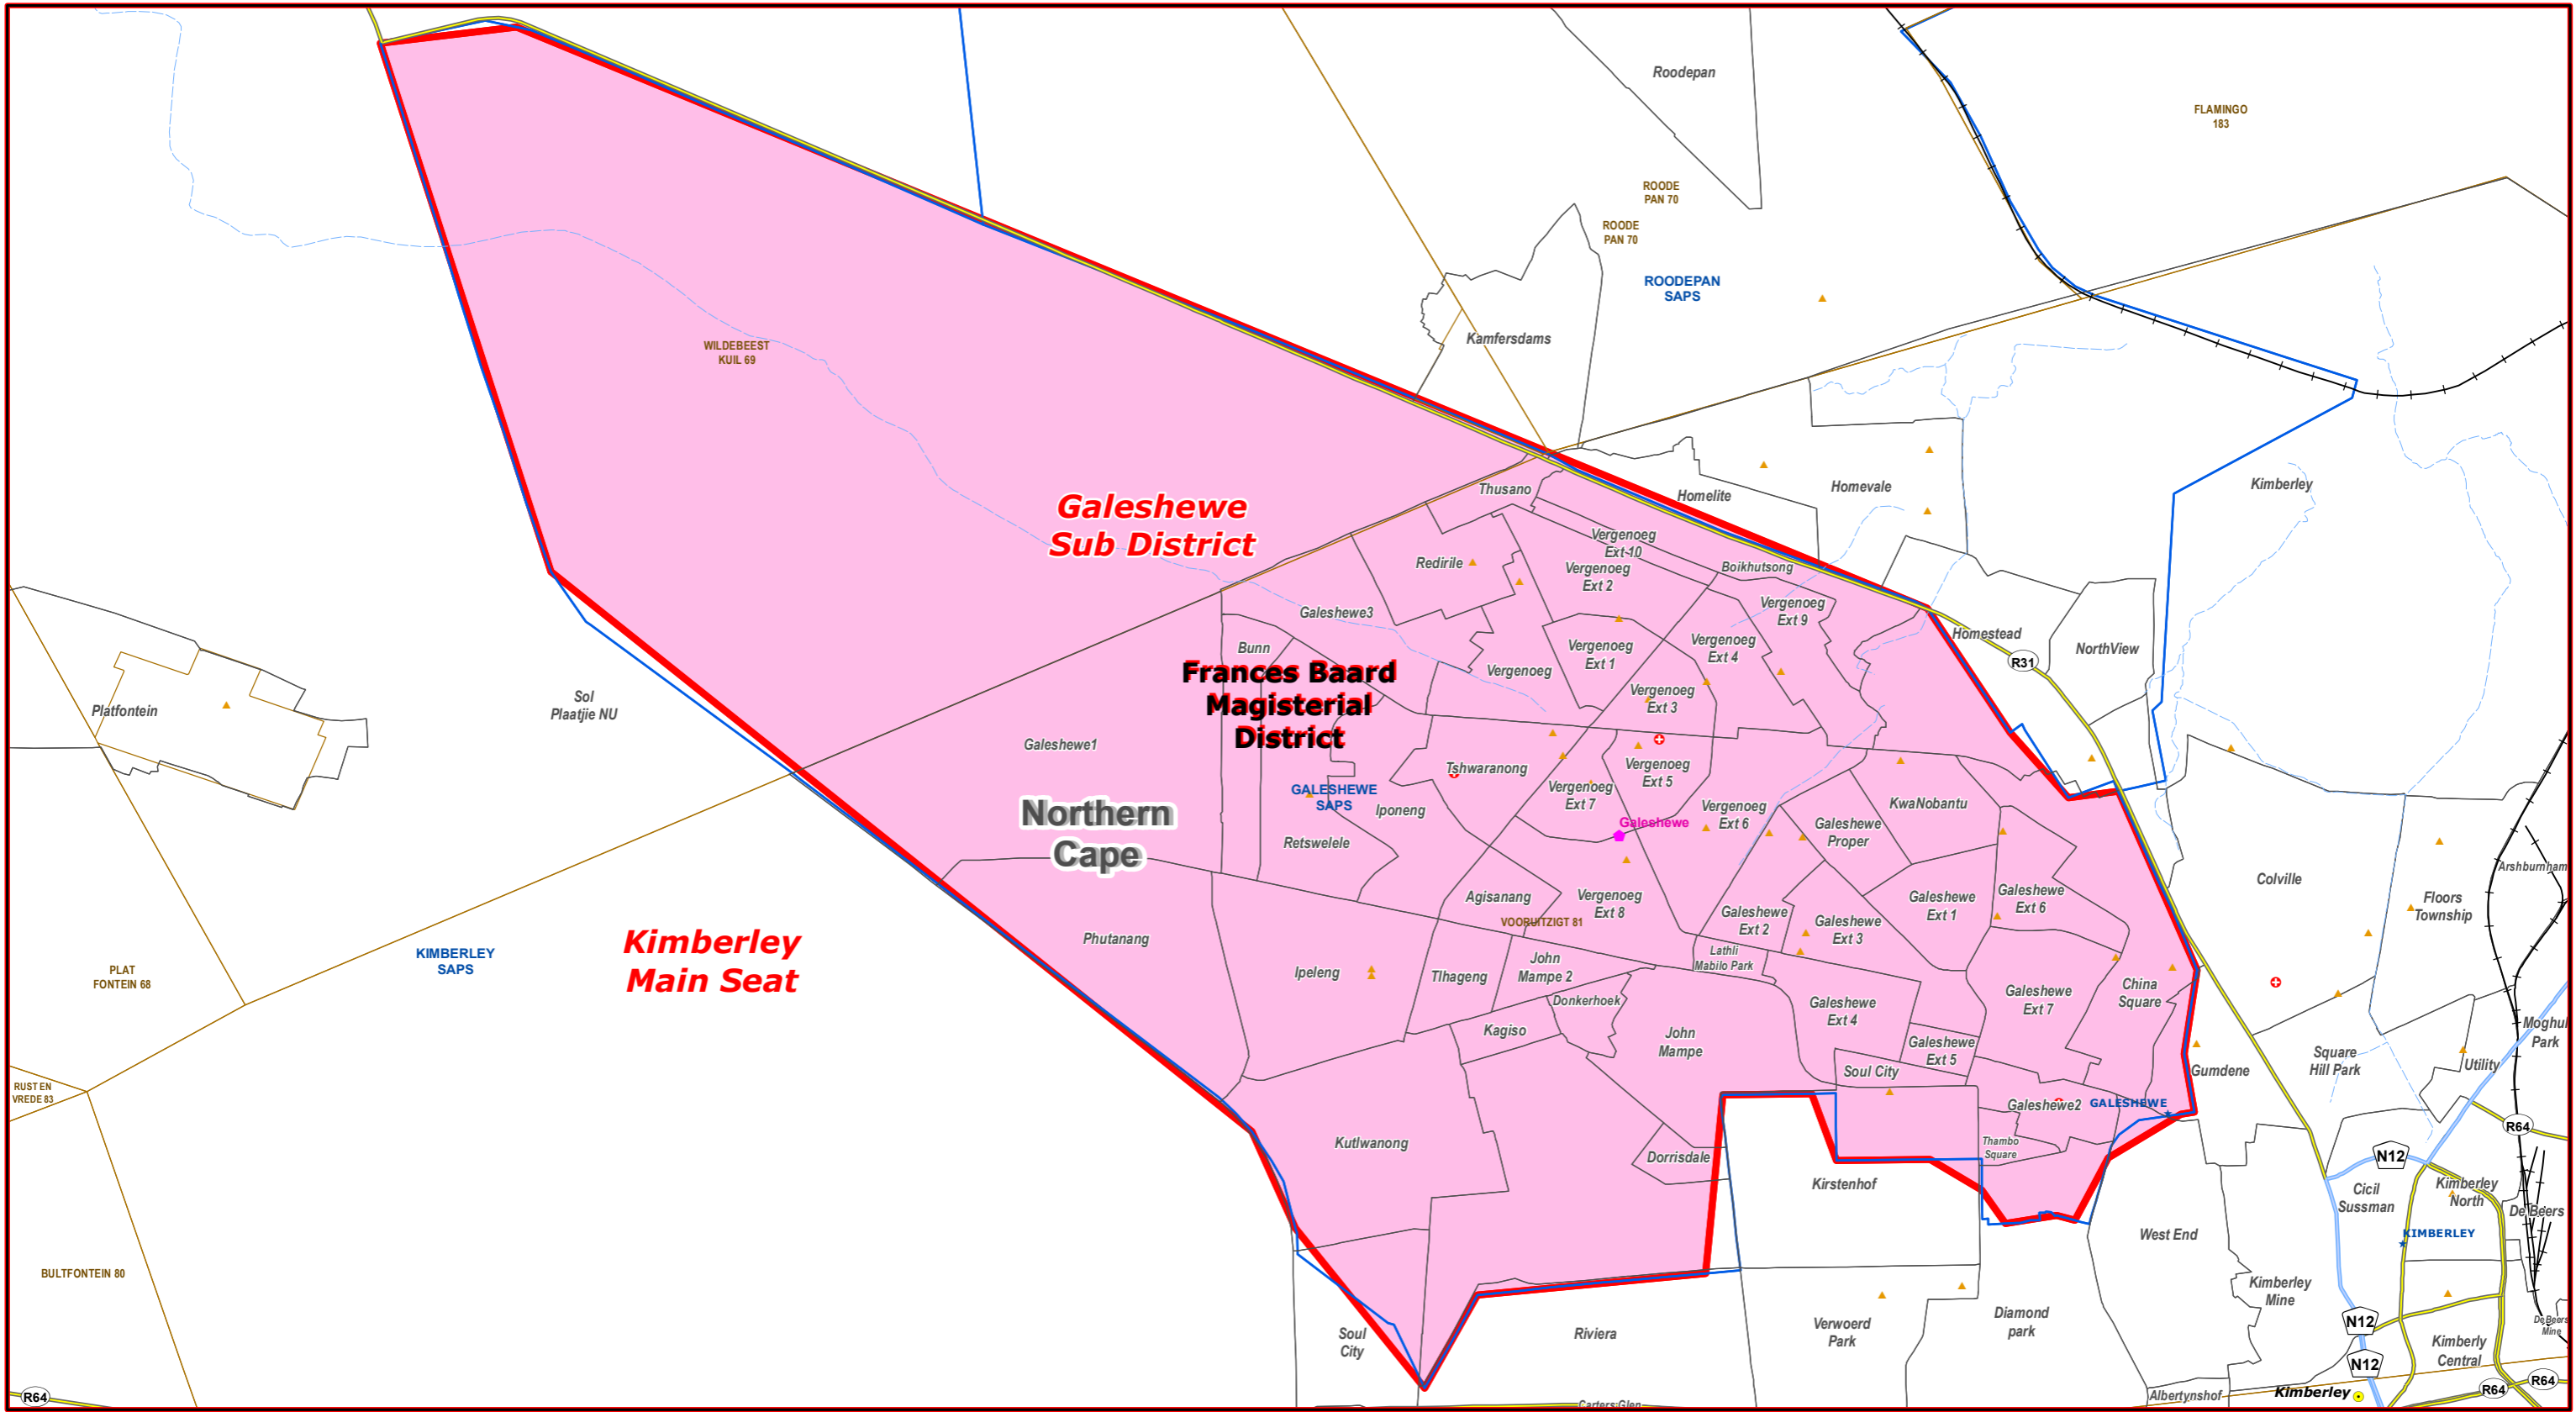 Roodepan
FLAMINGO
183
ROODE
PAN 70
ROODE
PAN 70
ROODEPAN
SAPS
Kamfersdams
WILDEBEEST
KUIL 69
Galeshewe
Sub District
Thusano
Homelite
Homevale
Kimberley
Vergenoeg
Ext 10
Redirile
Vergenoeg
Ext 2
Boikhutsong
Galeshewe3
Vergenoeg
Ext 9
Homestead
R31
NorthView
Bunn
Vergenoeg
Ext 1
Vergenoeg
Ext 4
Vergenoeg
Frances Baard
Magisterial
District
Vergenoeg
Ext 3
Platfontein
Sol
Plaatjie NU
Galeshewe1
Tshwaranong
Vergenoeg
Ext 5
GALESHEWE
SAPS
Iponeng
Vergenoeg
Ext 7
Vergenoeg
Ext 6
KwaNobantu
Northern
Cape
Galeshewe
Galeshewe
Proper
Retswelele
Arshburnham
Colville
Agisanang
Vergenoeg
Ext 8
Galeshewe
Ext 1
Galeshewe
Ext 6
Floors
Township
VOORUITZIGT 81
Galeshewe
Ext 2
Galeshewe
Ext 3
Kimberley
Main Seat
KIMBERLEY
SAPS
Phutanang
Lathli
Mabilo Park
PLAT
FONTEIN 68
Ipeleng
Tlhageng
John
Mampe 2
Donkerhoek
Galeshewe
Ext 4
Galeshewe
Ext 7
China
Square
Kagiso
John
Mampe
Galeshewe
Ext 5
Moghul
Park
Square
Hill Park
Utility
Soul City
Gumdene
RUST EN
VREDE 83
Galeshewe2
GALESHEWE
R64
Kutlwanong
Dorrisdale
Thambo
Square
N12
Kirstenhof
Cicil
Sussman
Kimberley
North
De Beers
West End
KIMBERLEY
BULTFONTEIN 80
Kimberley
Mine
Soul
City
Riviera
Verwoerd
Park
Diamond
park
N12
De Beers
Mine
Kimberly
Central
N12
R64
Albertynshof
Kimberley
R64
R64
Carters Glen